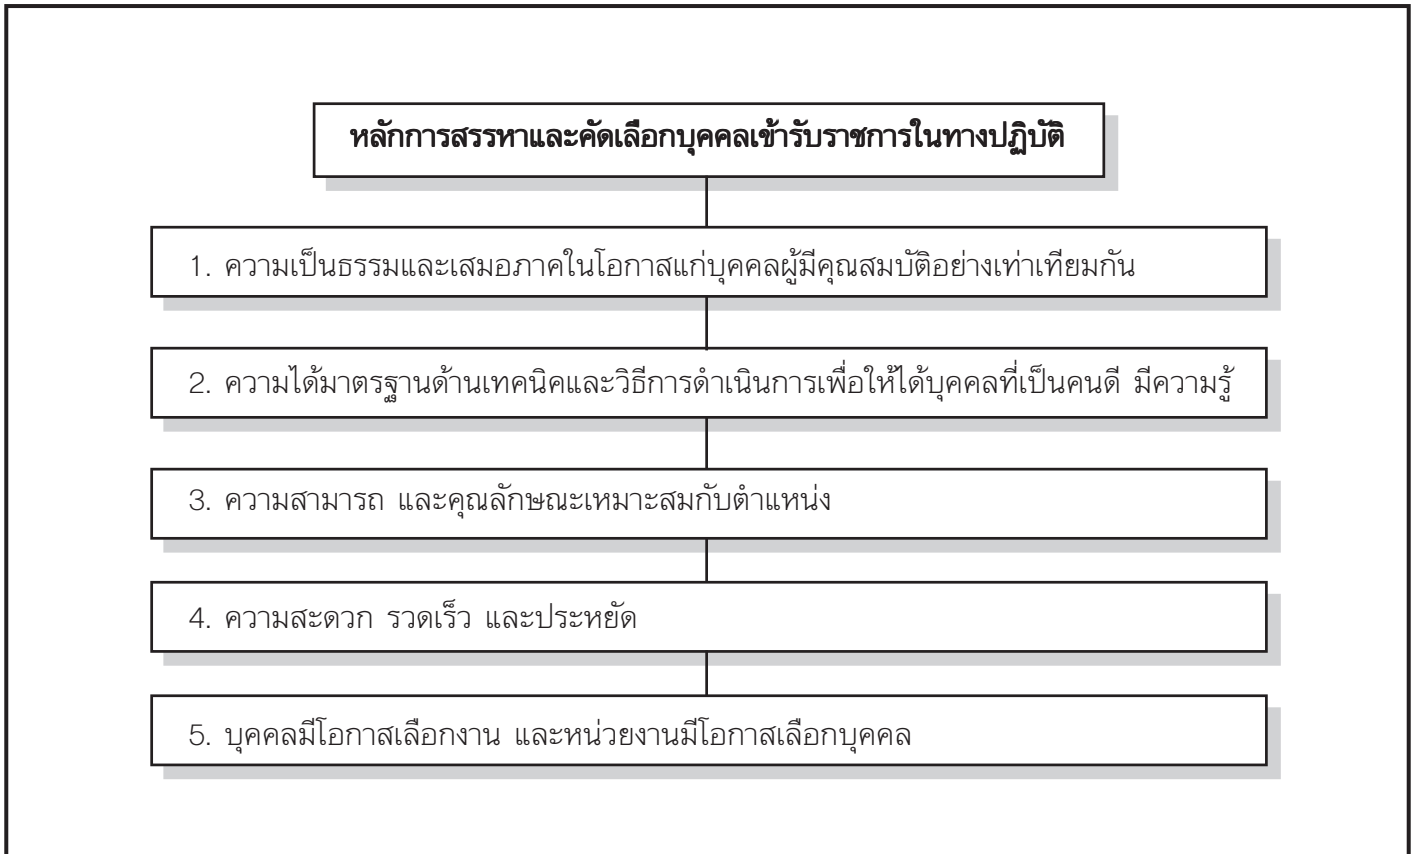 หลักการสรรหาและคัดเลือกบุคคลเข้ารับราชการในทางปฏิบัติ
1. ความเป็นธรรมและเสมอภาคในโอกาสแก่บุคคลผู้มีคุณสมบัติอย่างเท่าเทียมกัน
2. ความได้มาตรฐานด้านเทคนิคและวิธีการดำเนินการเพื่อให้ได้บุคคลที่เป็นคนดี มีความรู้
3. ความสามารถ และคุณลักษณะเหมาะสมกับตำแหน่ง
4. ความสะดวก รวดเร็ว และประหยัด
5. บุคคลมีโอกาสเลือกงาน และหน่วยงานมีโอกาสเลือกบุคคล